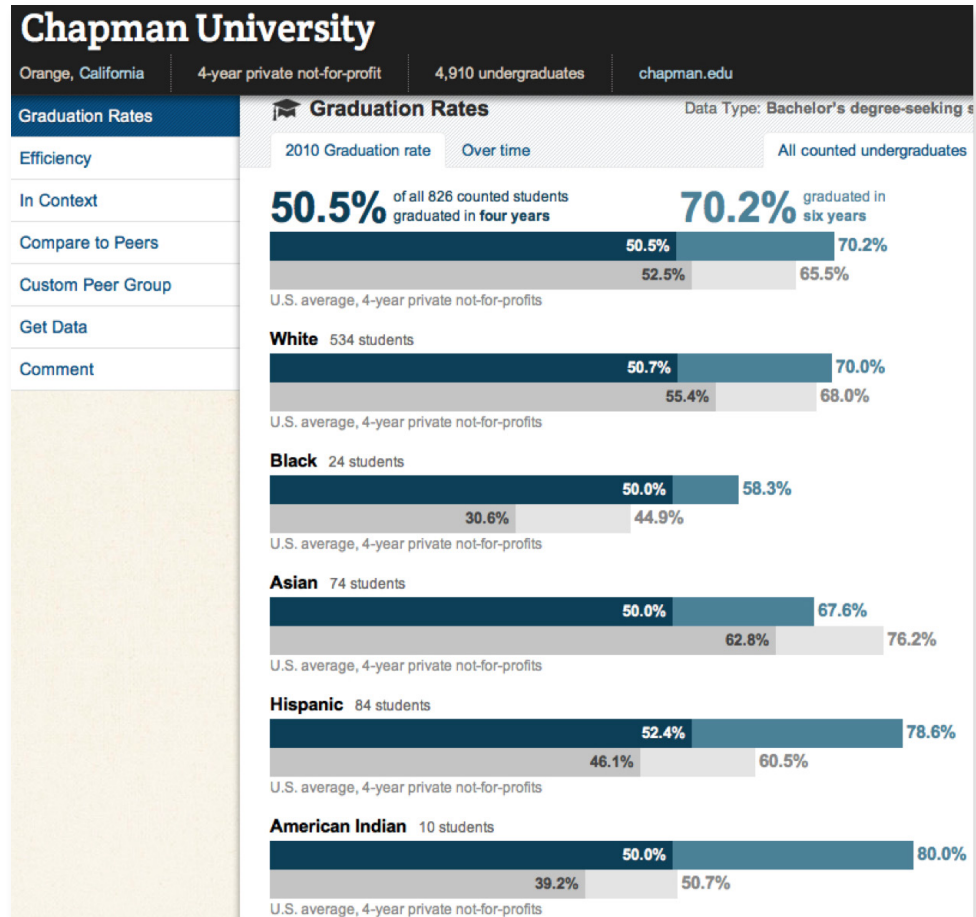 Chapman University
Orange, California 4-year private not-for-profit 4,910 undergraduates chapman.edu
Graduation Rates
Efficiency
In Context
Compare to Peers
Custom Peer Group
Get Data
Comment
Graduation Rates Data Type: Bachelor's degree-seeking s
2010 Graduation rate Over time All counted undergraduates
50.5% of all 826 counted students graduated in four years 70.2% graduated in six years
50.5% 70.2%
52.5% 65.5%
U.S. average, 4-year private not-for-profits
White 534 students
50.7% 70.0%
55.4% 68.0%
U.S. average, 4-year private not-for-profits
Black 24 students
50.0% 58.3%
30.6% 44.9%
U.S. average, 4-year private not-for-profits
Asian 74 students
50.0% 67.6%
62.8% 76.2%
U.S. average, 4-year private not-for-profits
Hispanic 84 students
52.4% 78.6%
46.1% 60.5%
U.S. average, 4-year private not-for-profits
American Indian 10 students
50.0% 80.0%
39.2% 50.7%
U.S. average, 4-year private not-for-profits